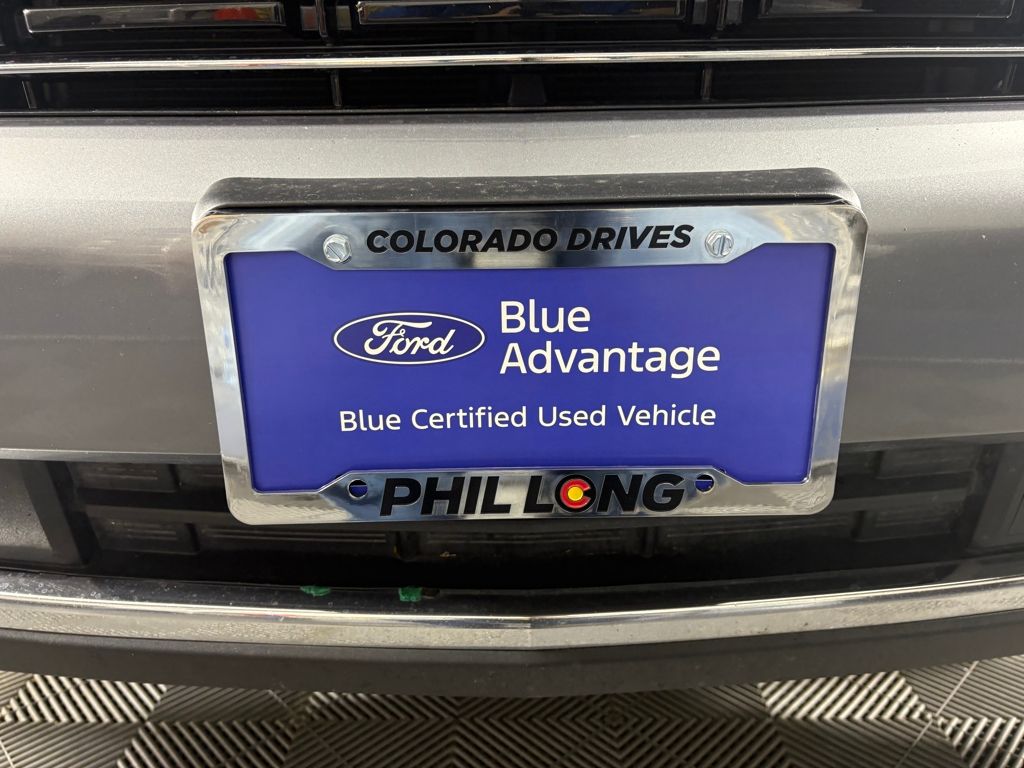 COLORADO DRIVES
Ford
Blue
Advantage
Blue Certified Used Vehicle
PHIL LONG